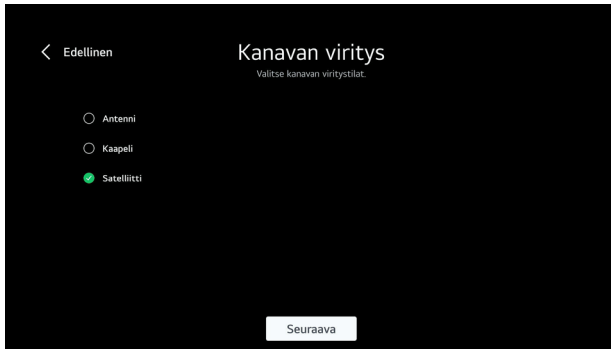 Edellinen
Kanavan viritys
Valitse kanavan viritystilat.
Antenni
Kaapeli
Satelliitti
Seuraava